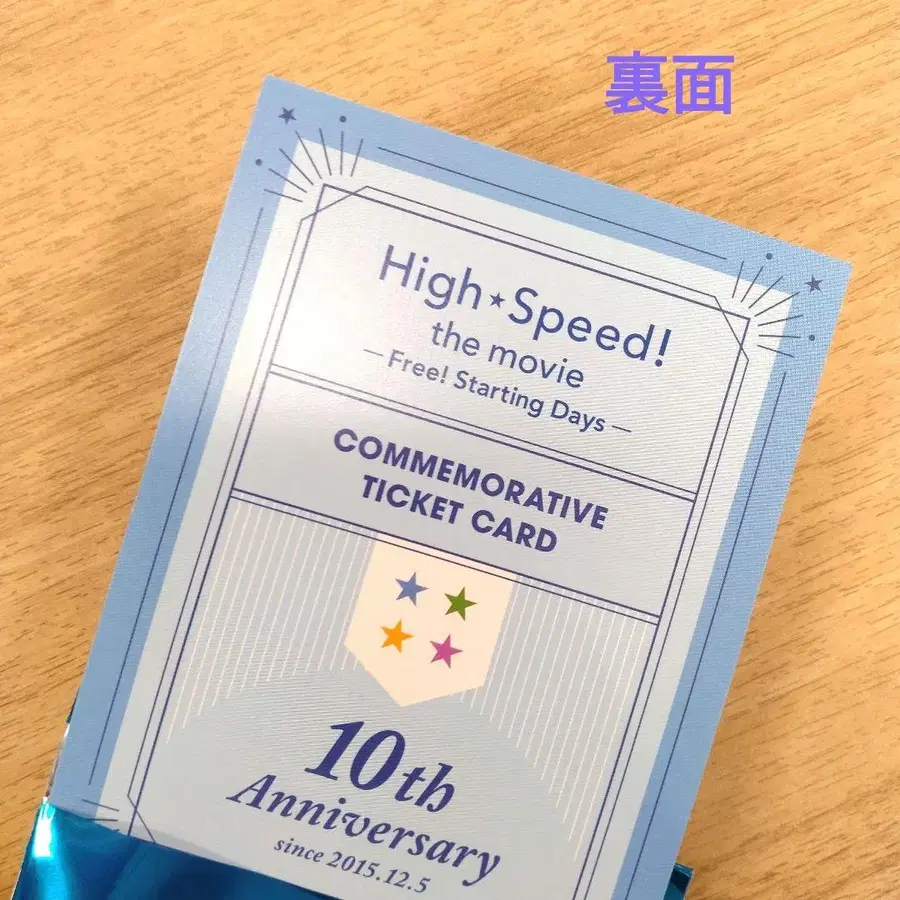 裏面
High★Speed!
the movie
—Free! Starting Days—
COMMEMORATIVE
TICKET CARD
10th
Anniversary
since 2015.12.5